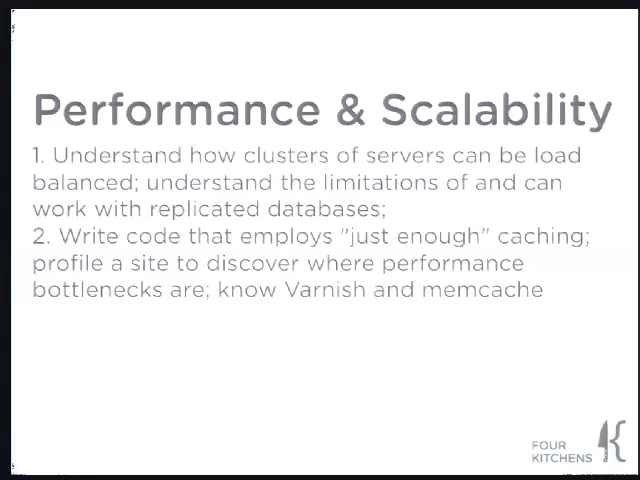 Performance & Scalability
1. Understand how clusters of servers can be load
balanced; understand the limitations of and can
work with replicated databases;
2. Write code that employs "just enough" caching;
profile a site to discover where performance
bottlenecks are; know Varnish and memcache
FOUR
KITCHENS